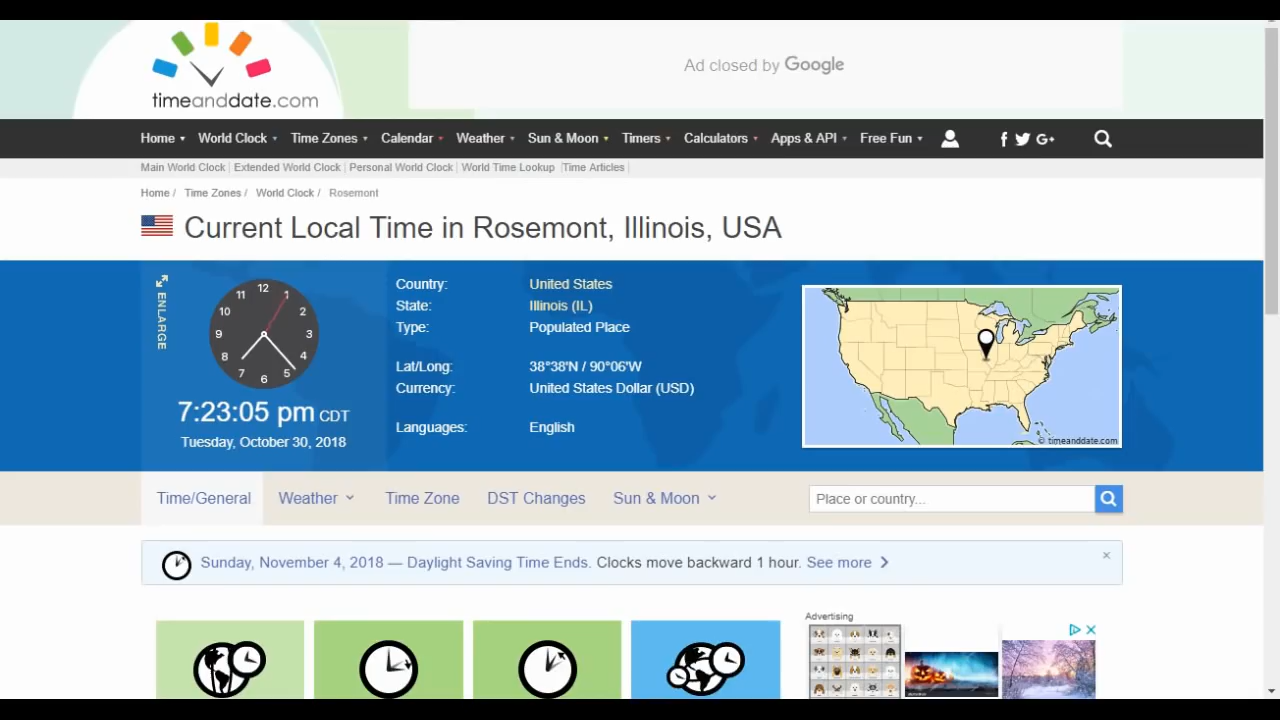 Ad closed by Google
timeanddate.com
Home World Clock Time Zones Calendar Weather Sun & Moon Timers Calculators Apps & API Free Fun f G+
Main World Clock | Extended World Clock | Personal World Clock | World Time Lookup | Time Articles |
Home / Time Zones / World Clock / Rosemont
Current Local Time in Rosemont, Illinois, USA
ENLARGE
12 1 2 3 4 5 6 7 8 9 10 11
7:23:05 pm CDT
Tuesday, October 30, 2018
Country: United States
State: Illinois (IL)
Type: Populated Place
Lat/Long: 38°38'N / 90°06'W
Currency: United States Dollar (USD)
Languages: English
© timeanddate.com
Time/General Weather Time Zone DST Changes Sun & Moon
Place or country...
Sunday, November 4, 2018 — Daylight Saving Time Ends. Clocks move backward 1 hour. See more
×
Advertising